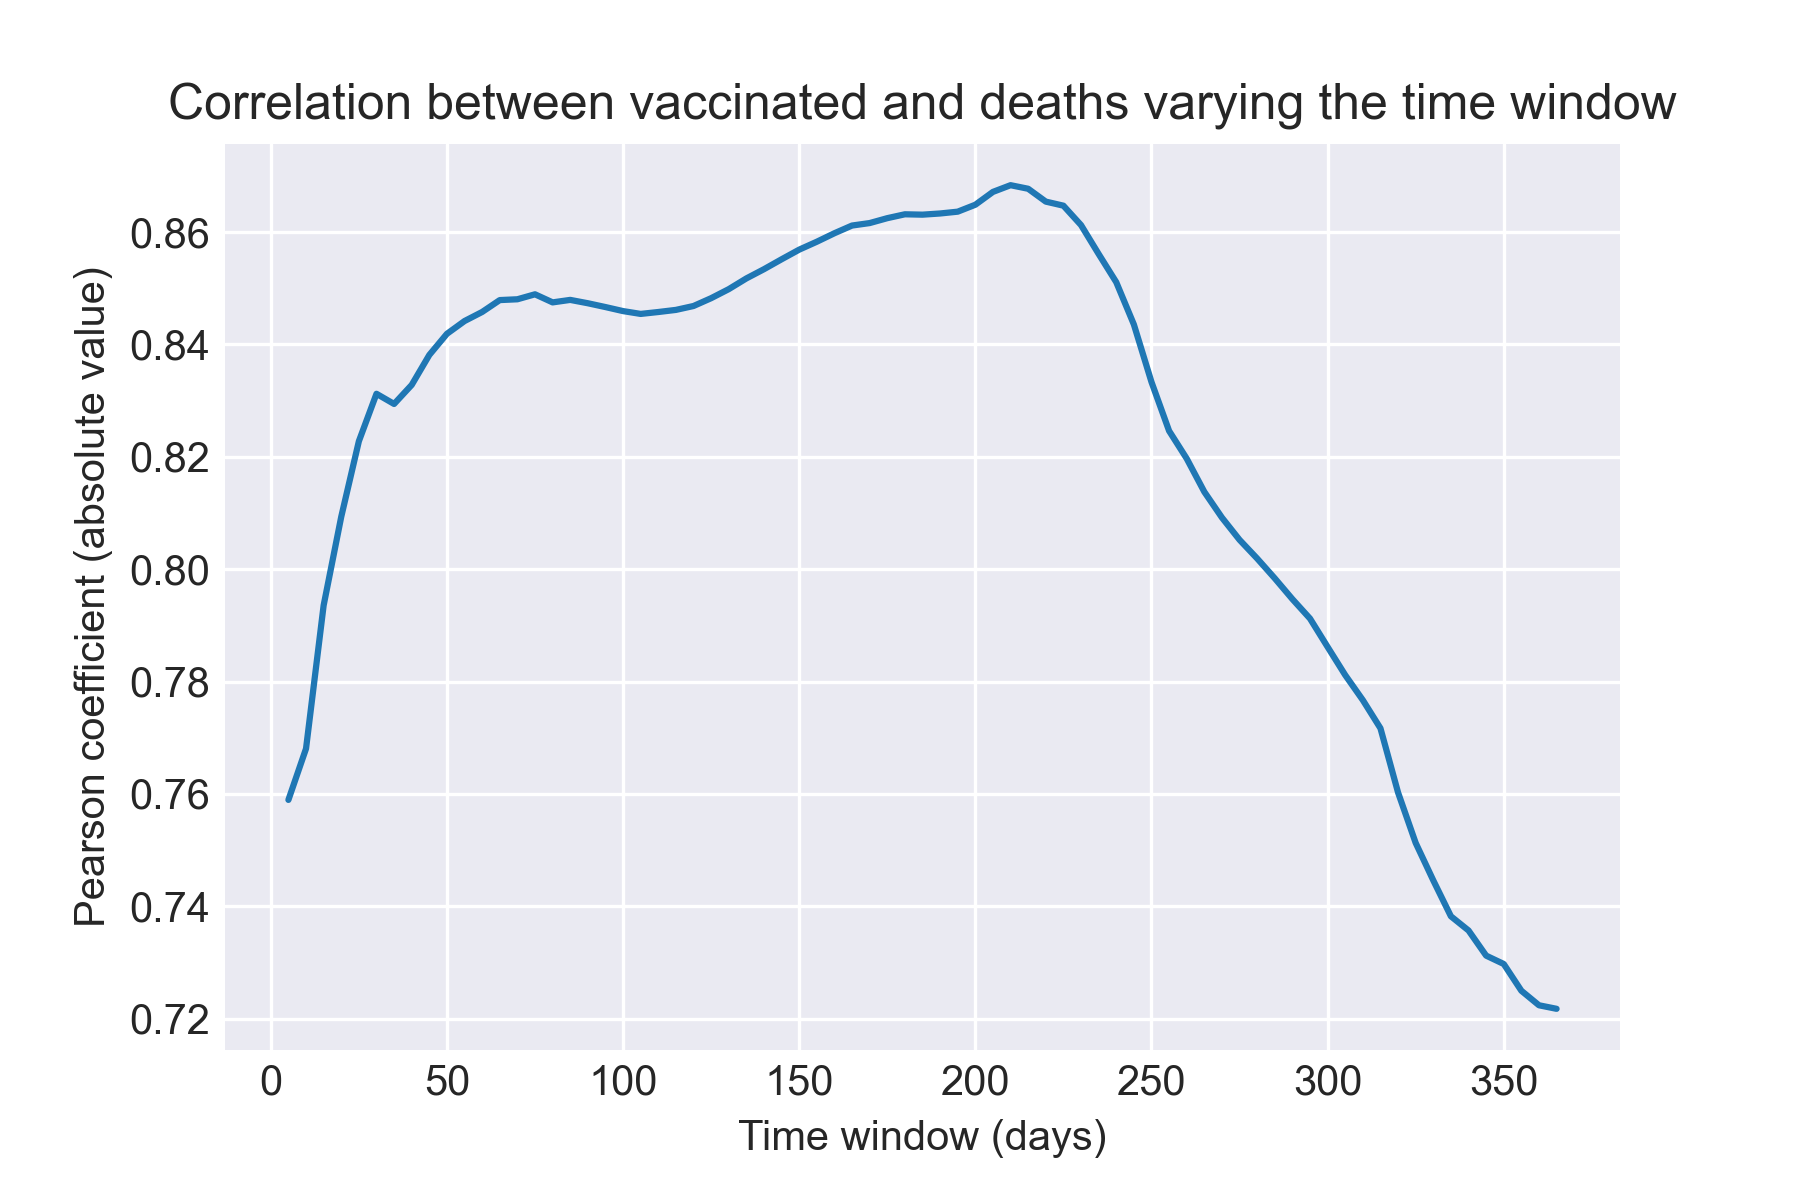 Correlation between vaccinated and deaths varying the time window
Pearson coefficient (absolute value)
0.86
0.84
0.82
0.80
0.78
0.76
0.74
0.72
0 50 100 150 200 250 300 350
Time window (days)